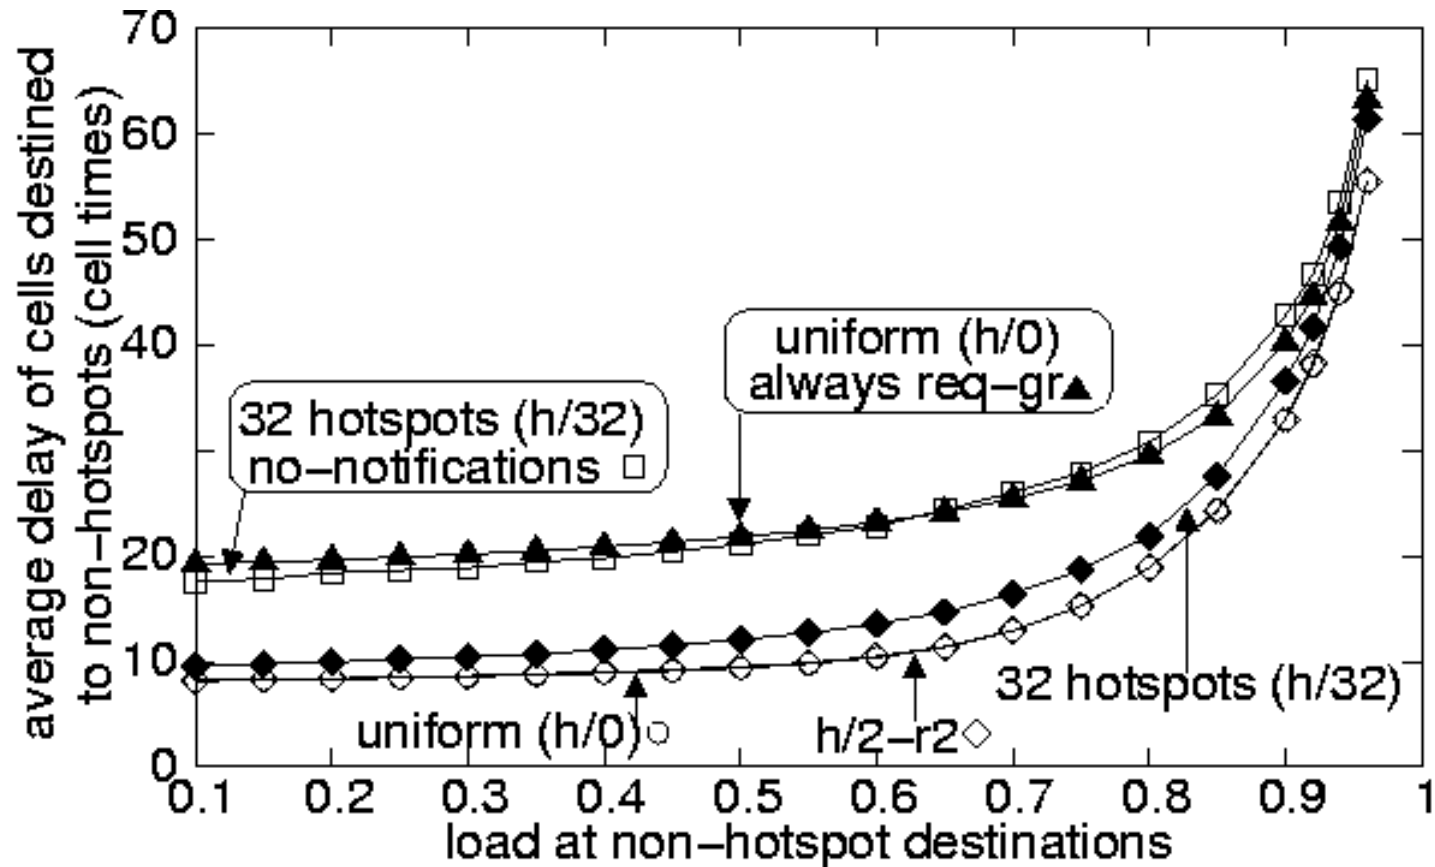 average delay of cells destined
to non-hotspots (cell times)
70
60
50
40
20
10
0
uniform (h/0)
always req-gr
32 hotspots (h/32)
no-notifications
32 hotspots (h/32)
uniform (h/0)
h/2-r2
0.1 0.2 0.3 0.4 0.5 0.6 0.7 0.8 0.9 1
load at non-hotspot destinations